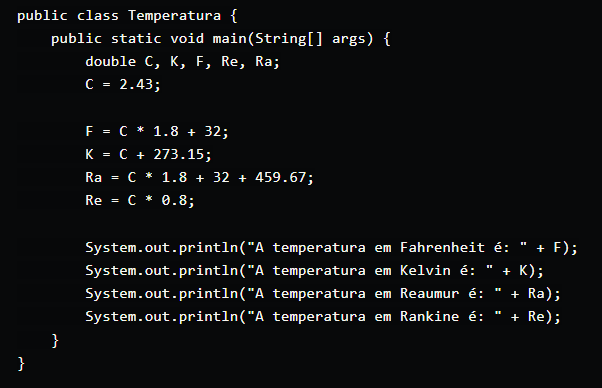 public class Temperatura {
    public static void main(String[] args) {
        double C, K, F, Re, Ra;
        C = 2.43;

        F = C * 1.8 + 32;
        K = C + 273.15;
        Ra = C * 1.8 + 32 + 459.67;
        Re = C * 0.8;

        System.out.println("A temperatura em Fahrenheit é: " + F);
        System.out.println("A temperatura em Kelvin é: " + K);
        System.out.println("A temperatura em Reaumur é: " + Ra);
        System.out.println("A temperatura em Rankine é: " + Re);
    }
}